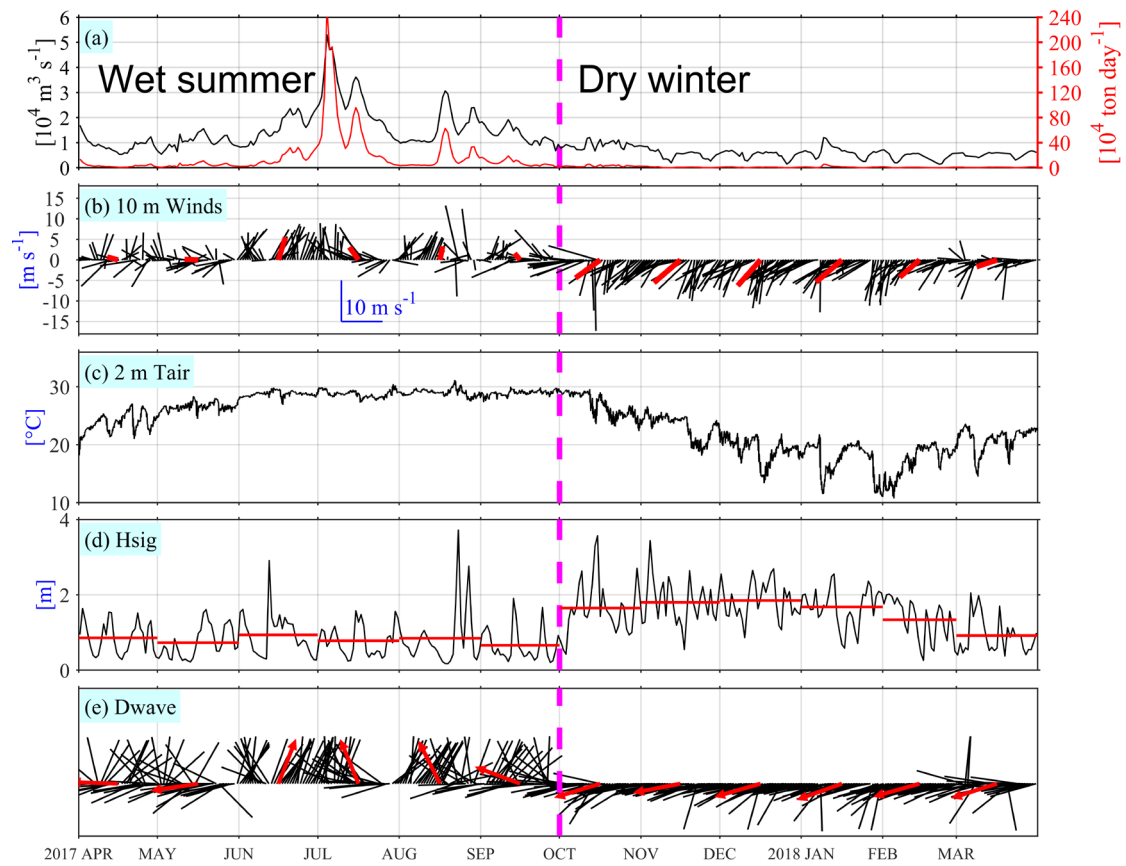 (a)
Wet summer
Dry winter
[10⁴ m³ s⁻¹]
6
5
4
3
2
1
0
240
200
160
120
80
40
0
[10⁴ ton day⁻¹]
(b) 10 m Winds
[m s⁻¹]
15
10
5
0
-5
-10
-15
10 m s⁻¹
(c) 2 m Tair
[°C]
30
20
10
(d) Hsig
[m]
4
2
0
(e) Dwave
2017 APR MAY JUN JUL AUG SEP OCT NOV DEC 2018 JAN FEB MAR